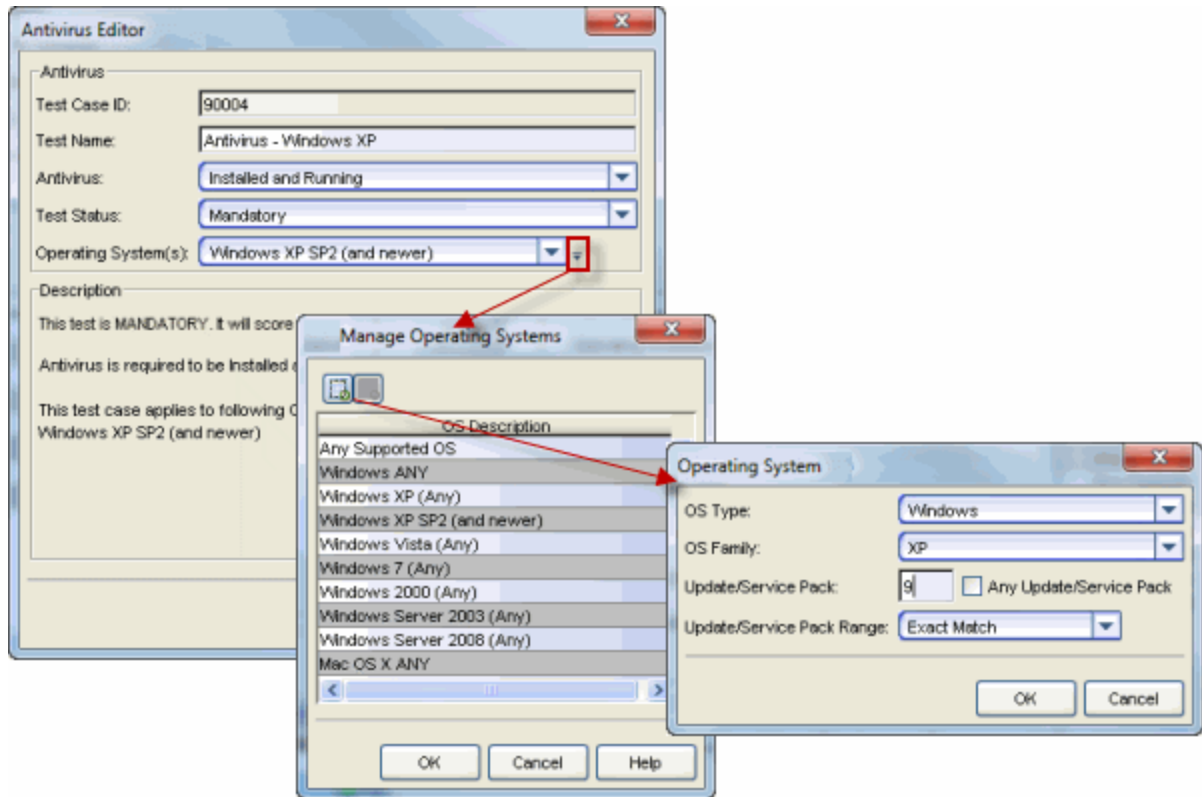 Antivirus Editor
Antivirus
Test Case ID: 90004
Test Name: Antivirus - Windows XP
Antivirus: Installed and Running
Test Status: Mandatory
Operating System(s): Windows XP SP2 (and newer)
Description
This test is MANDATORY. It will score
Antivirus is required to be Installed
This test case applies to following
Windows XP SP2 (and newer)
Manage Operating Systems
OS Description
Any Supported OS
Windows ANY
Windows XP (Any)
Windows XP SP2 (and newer)
Windows Vista (Any)
Windows 7 (Any)
Windows 2000 (Any)
Windows Server 2003 (Any)
Windows Server 2008 (Any)
Mac OS X ANY
OK Cancel Help
Operating System
OS Type: Windows
OS Family: XP
Update/Service Pack: 9 Any Update/Service Pack
Update/Service Pack Range: Exact Match
OK Cancel